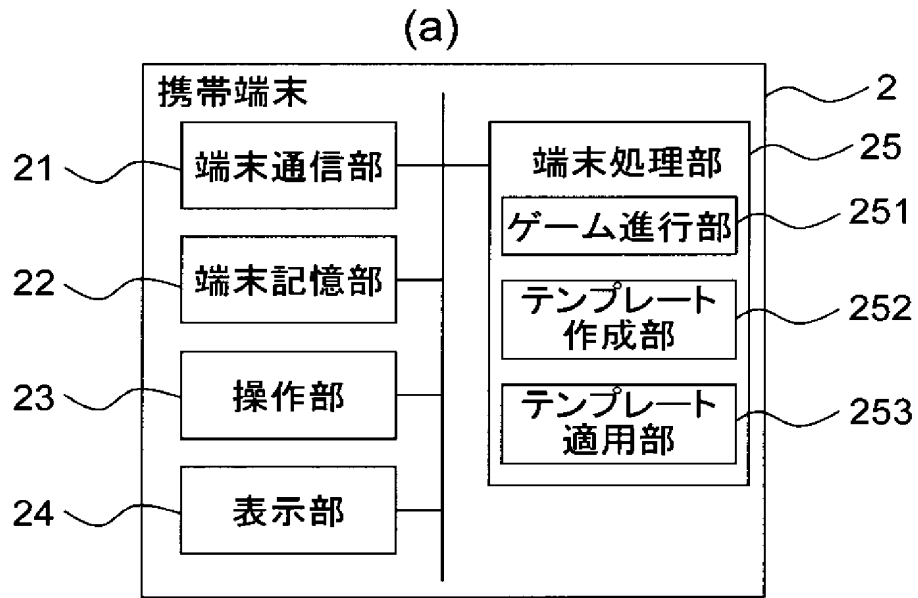 (a)
携帯端末
2
21
端末通信部
22
端末記憶部
23
操作部
24
表示部
端末処理部
25
ゲーム進行部
251
テンプレート
作成部
252
テンプレート
適用部
253